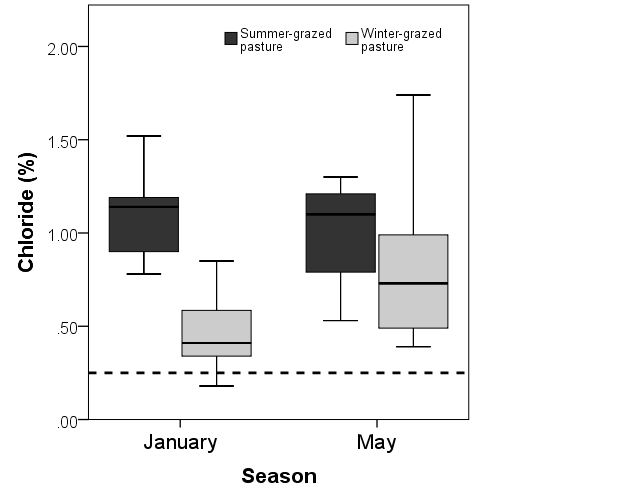 Summer-grazed
pasture
Winter-grazed
pasture
2.00
1.50
1.00
.50
.00
Chloride (%)
January
May
Season